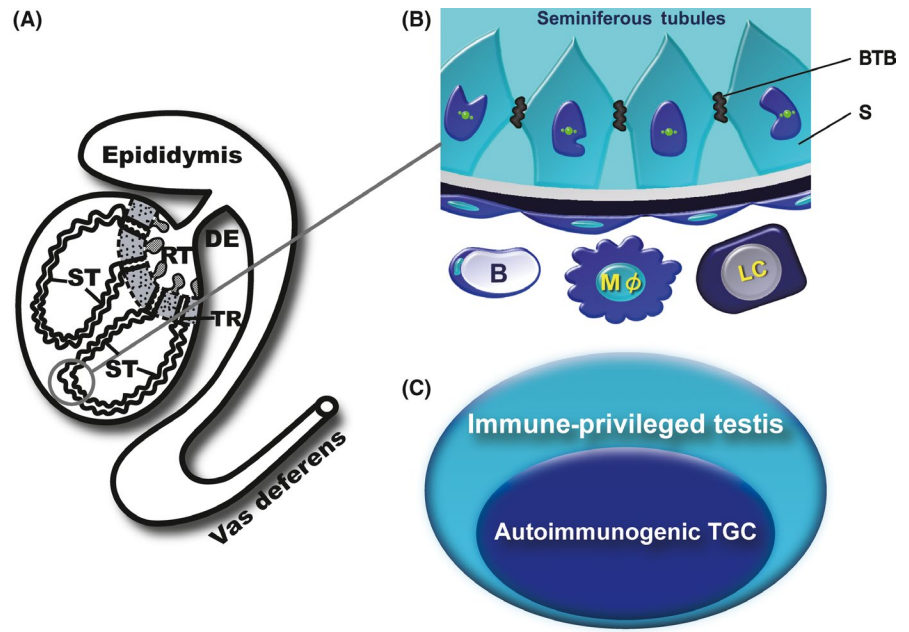 (A)
Epididymis
DE
RT
ST
TR
ST
Vas deferens
(B)
Seminiferous tubules
BTB
S
B
M ϕ
LC
(C)
Immune-privileged testis
Autoimmunogenic TGC